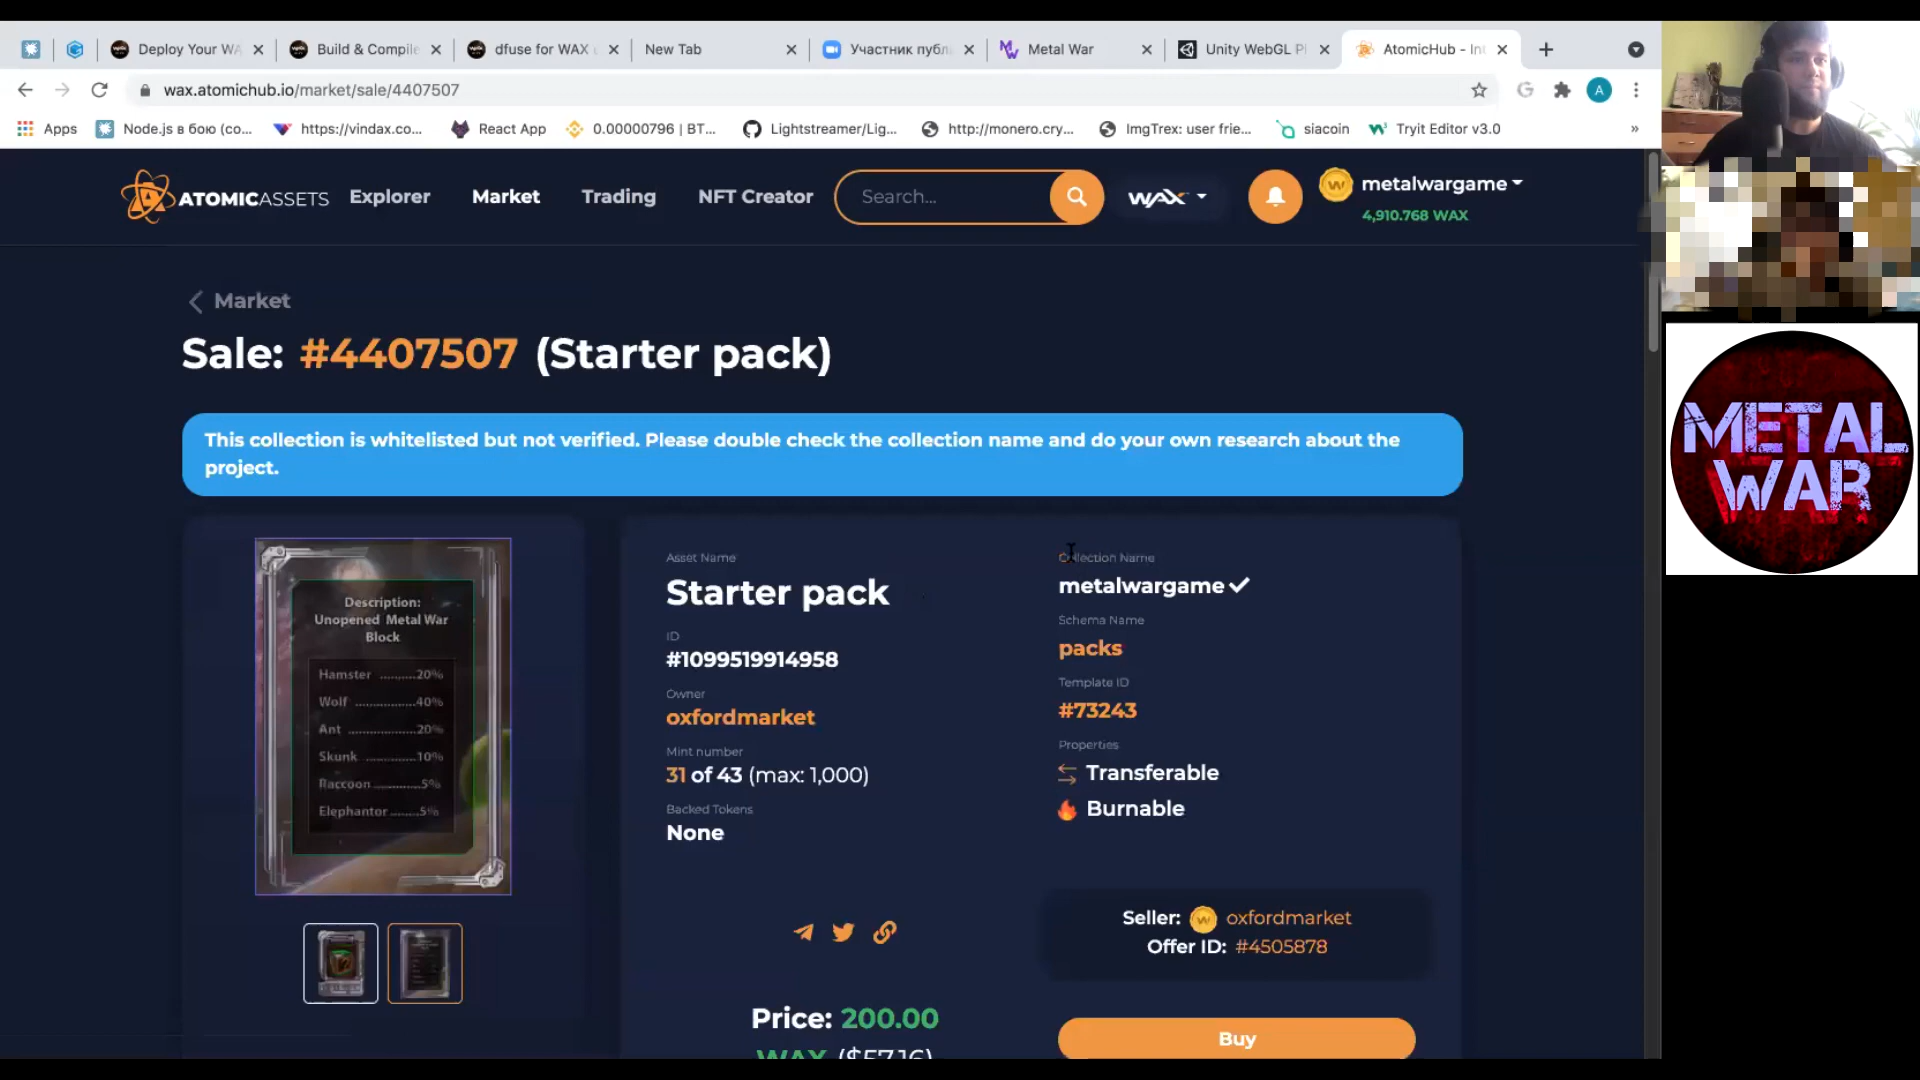 Deploy Your WA
Build & Compile
dfuse for WAX
New Tab
Участник публ
Metal War
Unity WebGL Pl
AtomicHub - Int
wax.atomichub.io/market/sale/4407507
A
Apps
Node.js в бою (со...
https://vindax.co...
React App
0.00000796 | BT...
Lightstreamer/Lig...
http://monero.cry...
ImgTrex: user frie...
siacoin
Tryit Editor v3.0
»
ATOMICASSETS
Explorer
Market
Trading
NFT Creator
Search...
WAX
metalwargame
4,910.768 WAX
Market
Sale: #4407507 (Starter pack)
This collection is whitelisted but not verified. Please double check the collection name and do your own research about the
project.
Description:
Unopened Metal War
Block
Hamster .........20%
Wolf ................40%
Ant ..................20%
Skunk .............10%
Raccoon ..........5%
Elephantor .......5%
Asset Name
Starter pack
ID
#1099519914958
Owner
oxfordmarket
Mint number
31 of 43 (max: 1,000)
Backed Tokens
None
Collection Name
metalwargame
Schema Name
packs
Template ID
#73243
Properties
Transferable
Burnable
Seller: oxfordmarket
Offer ID: #4505878
Price: 200.00
WAX ($57.16)
Buy
METAL
WAR